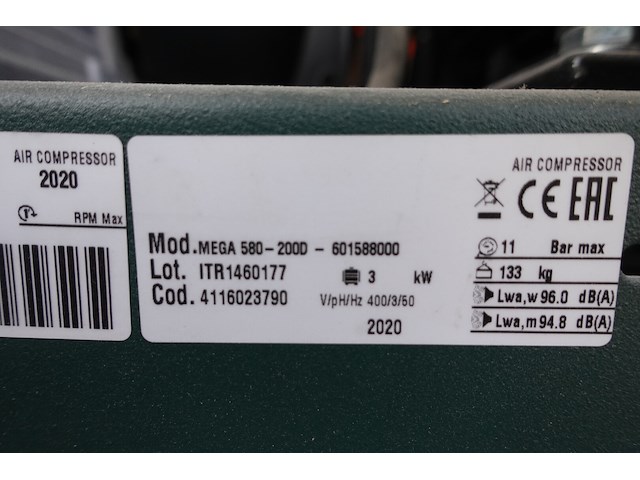 AIR COMPRESSOR
2020
RPM Max
AIR COMPRESSOR
CE EAC
Mod. MEGA 580-200D - 601588000
Lot. ITR1460177
Cod. 4116023790
3 kW
V/pH/Hz 400/3/50
2020
11 Bar max
133 kg
Lwa,w 96.0 dB(A)
Lwa,m 94.8 dB(A)